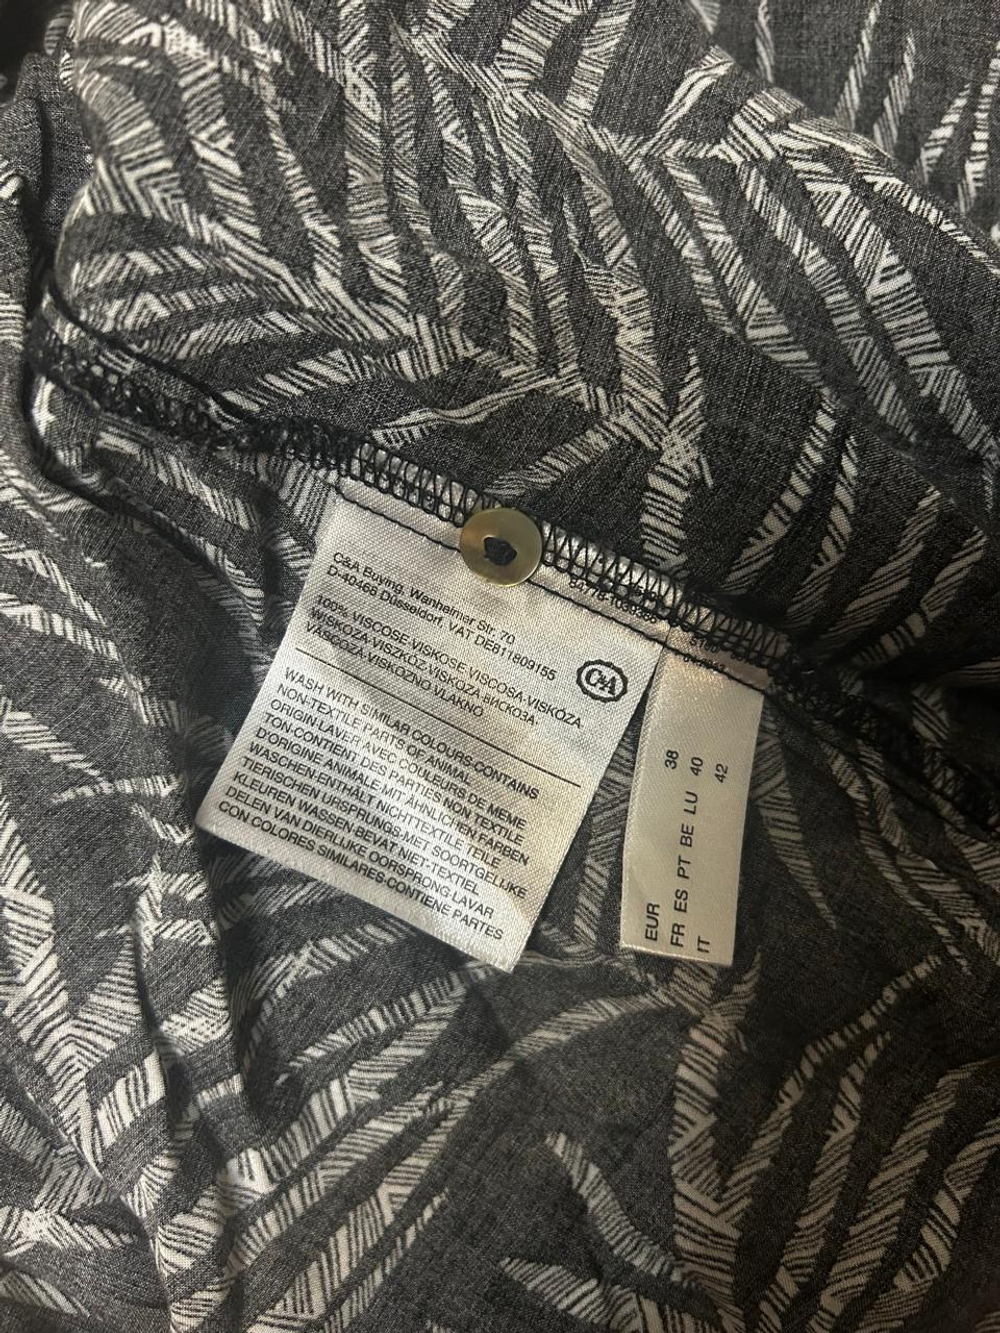 C&A Buying, Wanheimer Str. 70
D-40468 Düsseldorf, VAT DE811809155
100% VISCOSE·VISKOSE·VISCOSA·VISKÓZA
WISKOZA·VISZKÓZ·VISKOZA·ВИСКОЗА·
VÂSCOZĂ·VISKOZNO VLAKNO
C&A
WASH WITH SIMILAR COLOURS·CONTAINS
NON-TEXTILE PARTS OF ANIMAL
ORIGIN·LAVER AVEC COULEURS DE MEME
TON·CONTIENT DES PARTIES NON TEXTILE
D'ORIGINE ANIMALE·MIT ÄHNLICHEN FARBEN
WASCHEN·ENTHÄLT NICHTTEXTILE TEILE
TIERISCHEN URSPRUNGS·MET SOORTGELIJKE
KLEUREN WASSEN·BEVAT NIET-TEXTIEL
DELEN VAN DIERLIJKE OORSPRONG·LAVAR
CON COLORES SIMILARES·CONTIENE PARTES
EUR 38
FR ES PT BE LU 40
IT 42